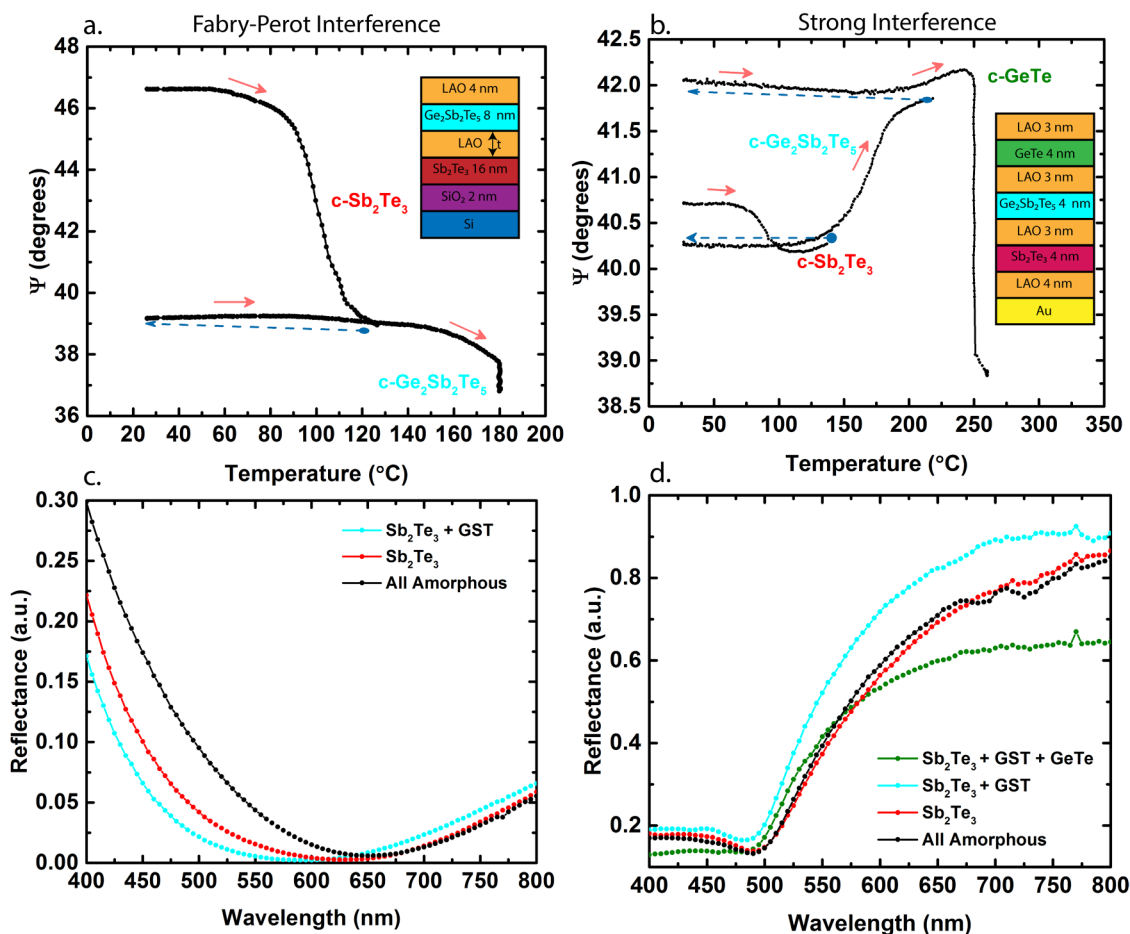 Fabry-Perot Interference
a.
48
46
44
42
40
38
36
Ψ (degrees)
LAO 4 nm
Ge₂Sb₂Te₅ 8 nm
LAO t
Sb₂Te₃ 16 nm
SiO₂ 2 nm
Si
c-Sb₂Te₃
c-Ge₂Sb₂Te₅
0 20 40 60 80 100 120 140 160 180 200
Temperature (°C)
Strong Interference
b.
42.5
42.0
41.5
41.0
40.5
40.0
39.5
39.0
38.5
Ψ (degrees)
c-GeTe
c-Ge₂Sb₂Te₅
c-Sb₂Te₃
LAO 3 nm
GeTe 4 nm
LAO 3 nm
Ge₂Sb₂Te₅ 4 nm
LAO 3 nm
Sb₂Te₃ 4 nm
LAO 4 nm
Au
0 50 100 150 200 250 300 350
Temperature (°C)
c.
0.30
0.25
0.20
0.15
0.10
0.05
0.00
Reflectance (a.u.)
Sb₂Te₃ + GST
Sb₂Te₃
All Amorphous
400 450 500 550 600 650 700 750 800
Wavelength (nm)
d.
1.0
0.8
0.6
0.4
0.2
Reflectance (a.u.)
Sb₂Te₃ + GST + GeTe
Sb₂Te₃ + GST
Sb₂Te₃
All Amorphous
400 450 500 550 600 650 700 750 800
Wavelength (nm)